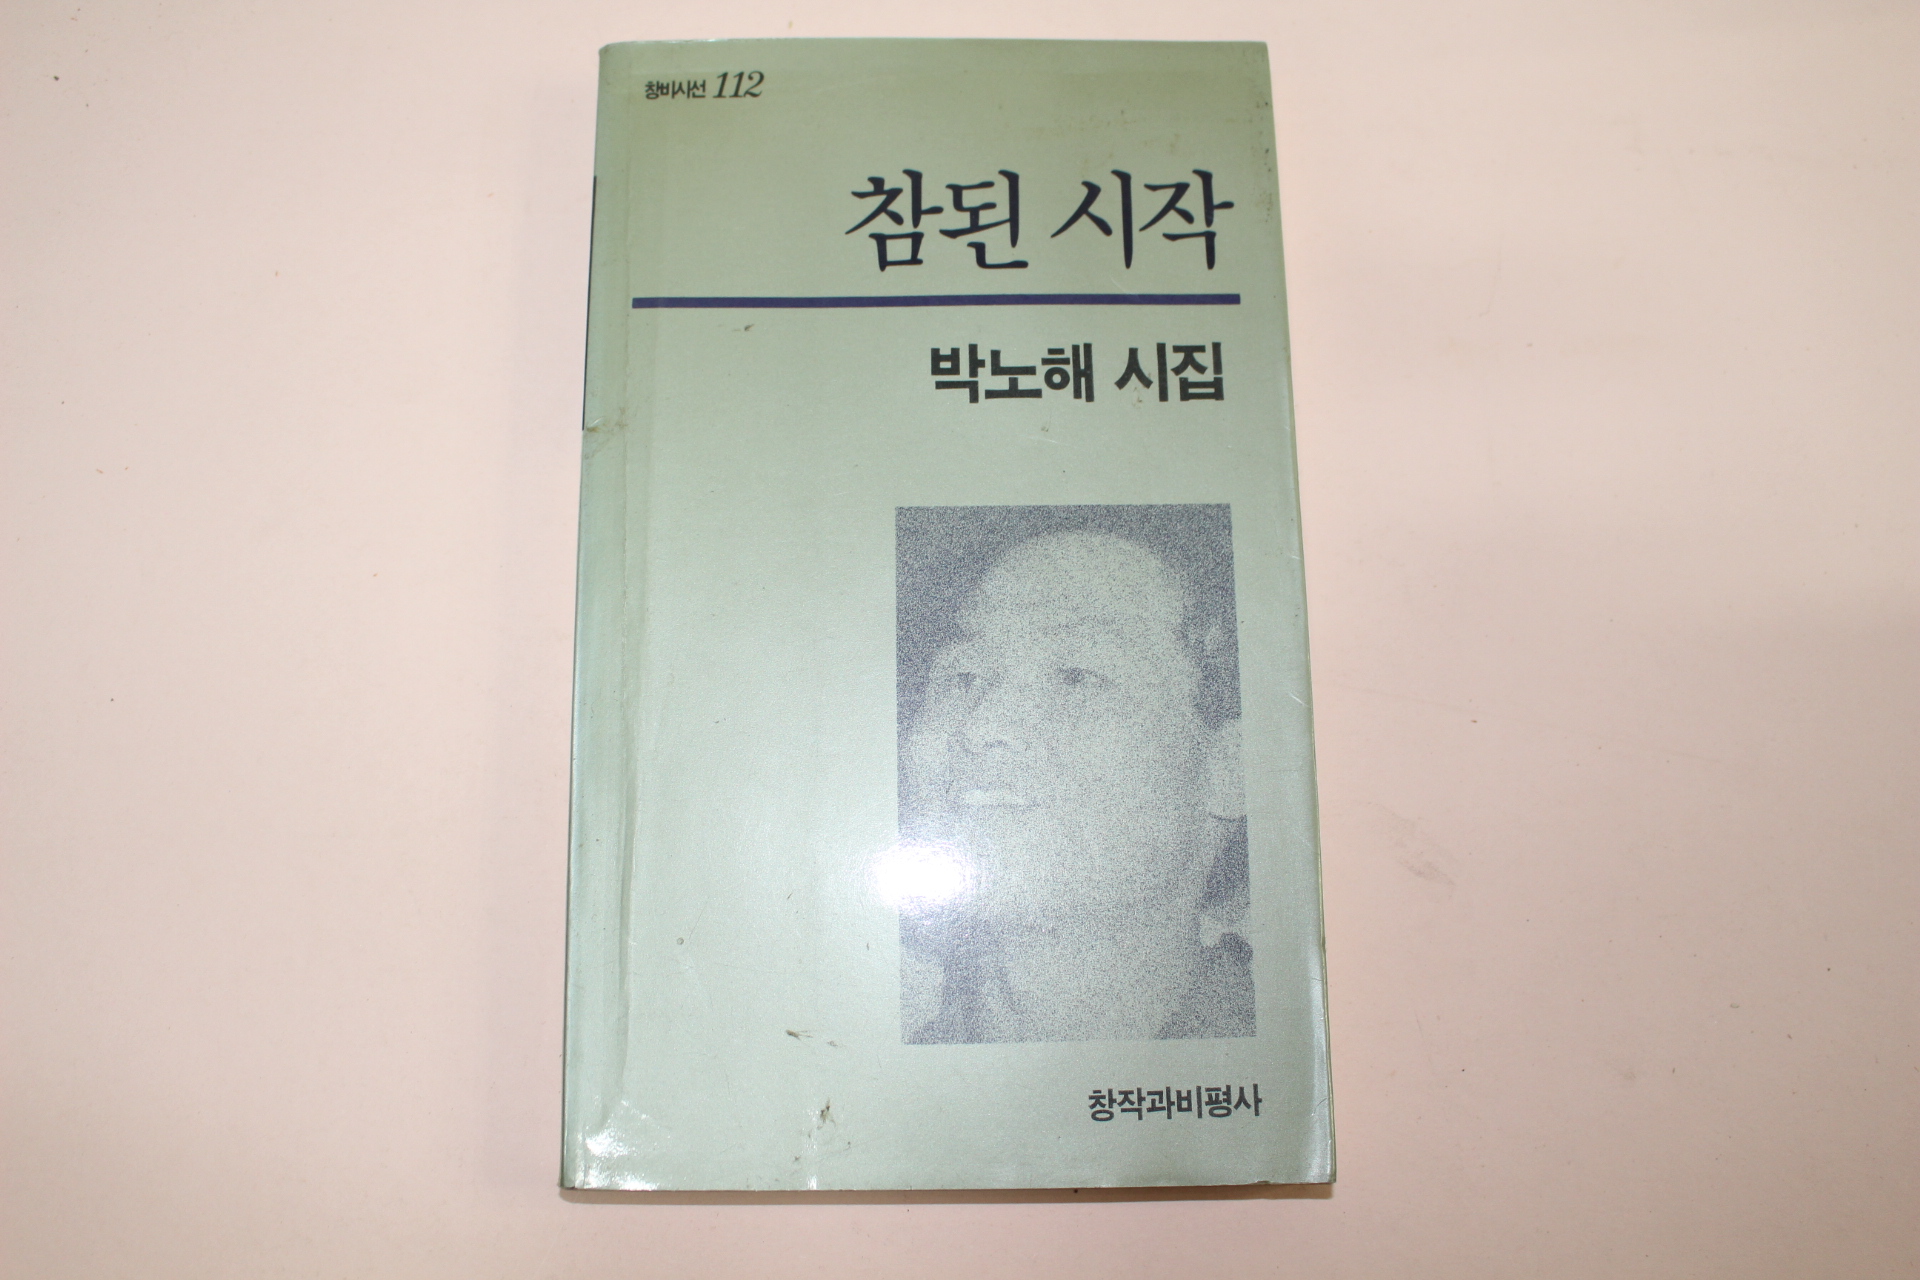 창비시선 112
참된 시작
박노해 시집
창작과비평사